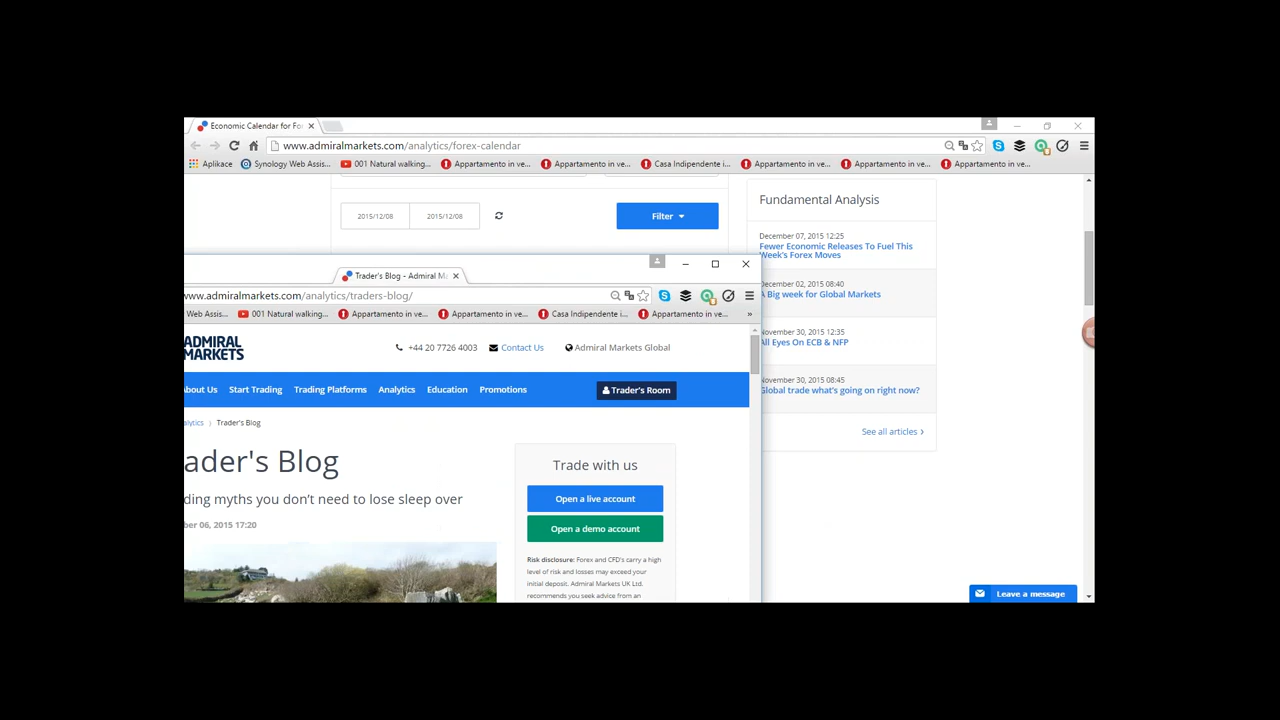 Economic Calendar for Fo
www.admiralmarkets.com/analytics/forex-calendar
Aplikace Synology Web Assis... 001 Natural walking... Appartamento in ve... Appartamento in ve... Casa Indipendente i... Appartamento in ve... Appartamento in ve... Appartamento in ve...
2015/12/08 2015/12/08 Filter
Fundamental Analysis
December 07, 2015 12:25
Fewer Economic Releases To Fuel This
Week's Forex Moves
December 02, 2015 08:40
A Big week for Global Markets
November 30, 2015 12:35
All Eyes On ECB & NFP
November 30, 2015 08:45
Global trade what's going on right now?
See all articles
Leave a message
Trader's Blog - Admiral Ma
www.admiralmarkets.com/analytics/traders-blog/
Web Assis... 001 Natural walking... Appartamento in ve... Appartamento in ve... Casa Indipendente i... Appartamento in ve... »
ADMIRAL
MARKETS
+44 20 7726 4003 Contact Us Admiral Markets Global
bout Us Start Trading Trading Platforms Analytics Education Promotions Trader's Room
alytics Trader's Blog
ader's Blog
ding myths you don't need to lose sleep over
ber 06, 2015 17:20
Trade with us
Open a live account
Open a demo account
Risk disclosure: Forex and CFD's carry a high
level of risk and losses may exceed your
initial deposit. Admiral Markets UK Ltd.
recommends you seek advice from an